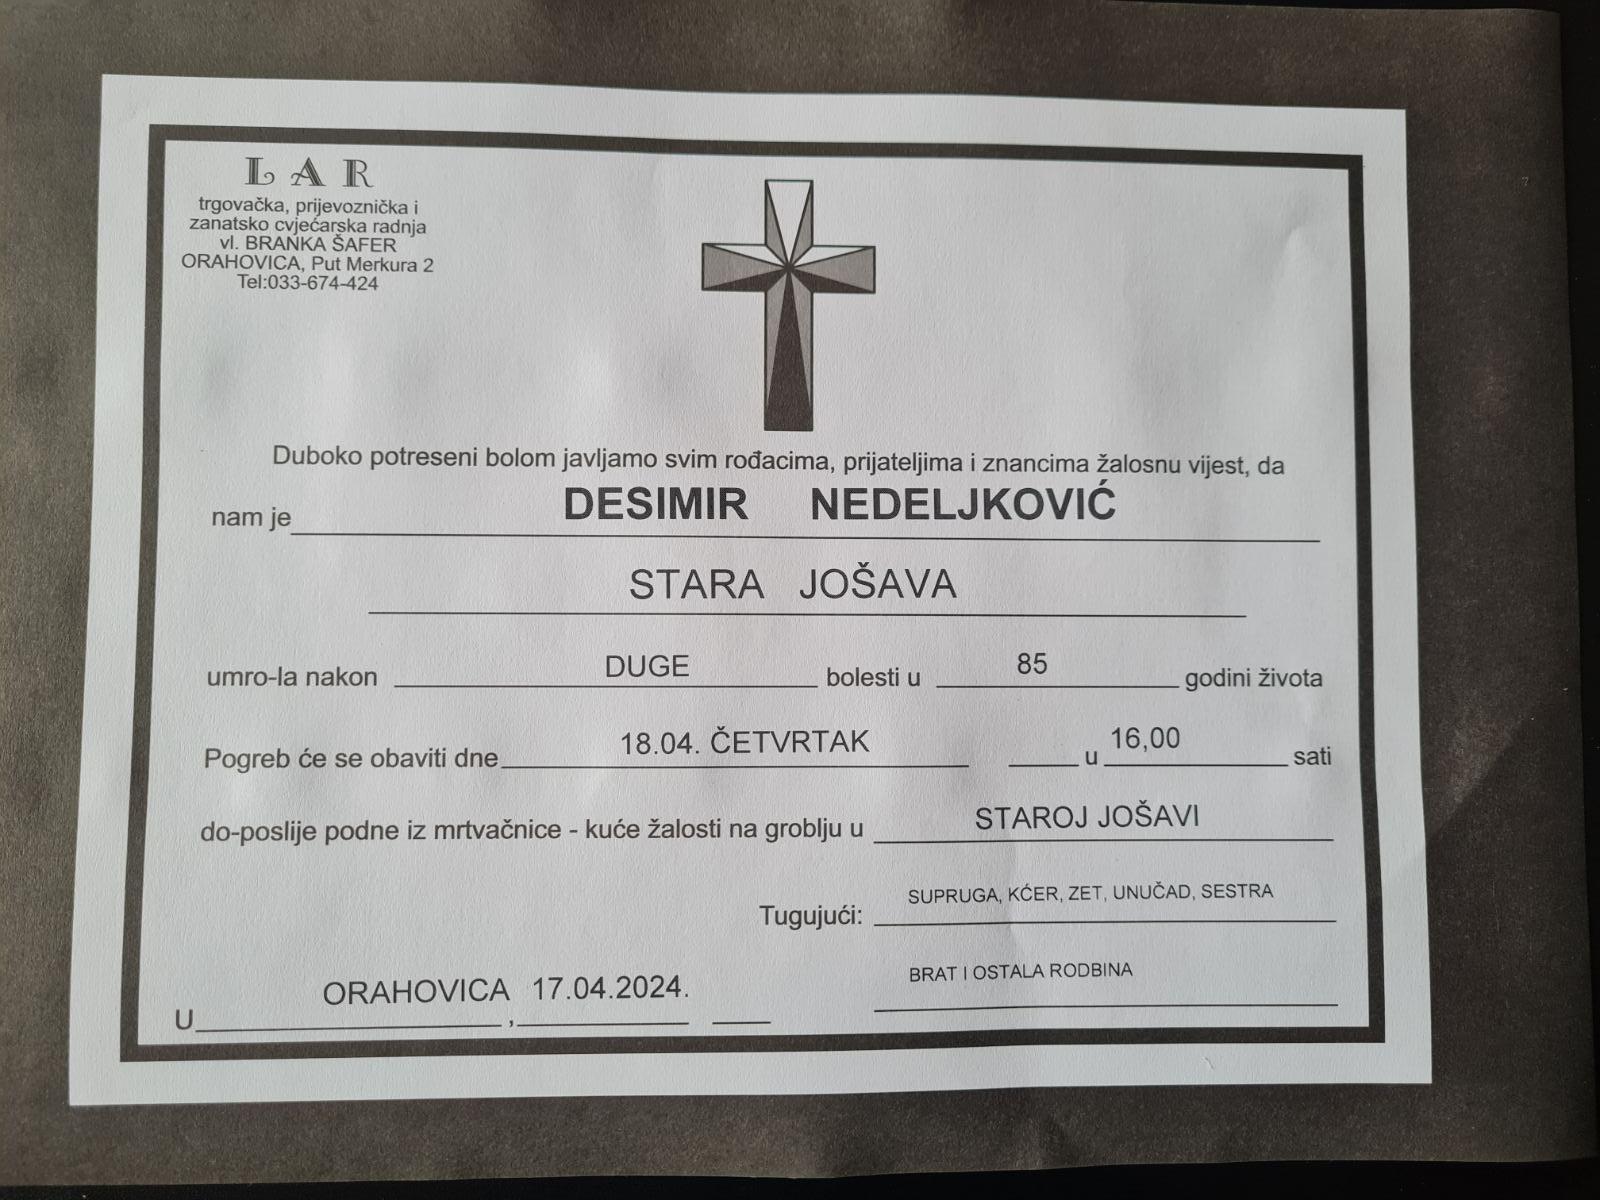 LAR
trgovačka, prijevoznička i
zanatsko cvjećarska radnja
vl. BRANKA ŠAFER
ORAHOVICA, Put Merkura 2
Tel:033-674-424
Duboko potreseni bolom javljamo svim rođacima, prijateljima i znancima žalosnu vijest, da
nam je DESIMIR NEDELJKOVIĆ
STARA JOŠAVA
umro-la nakon DUGE bolesti u 85 godini života
Pogreb će se obaviti dne 18.04. ČETVRTAK u 16,00 sati
do-poslije podne iz mrtvačnice - kuće žalosti na groblju u STAROJ JOŠAVI
Tugujući: SUPRUGA, KĆER, ZET, UNUČAD, SESTRA
BRAT I OSTALA RODBINA
U ORAHOVICA , 17.04.2024.